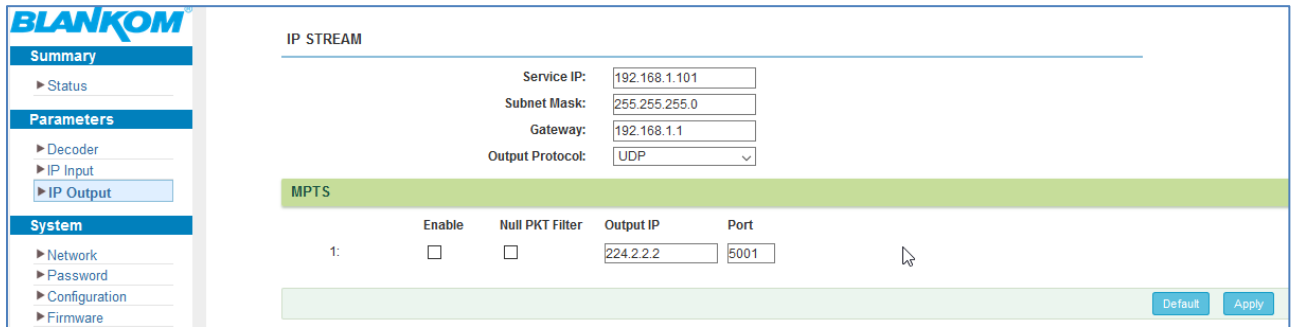 BLANKOM®
Summary
Status
Parameters
Decoder
IP Input
IP Output
System
Network
Password
Configuration
Firmware
IP STREAM
Service IP: 192.168.1.101
Subnet Mask: 255.255.255.0
Gateway: 192.168.1.1
Output Protocol: UDP
MPTS
Enable Null PKT Filter Output IP Port
1: 224.2.2.2 5001
Default Apply